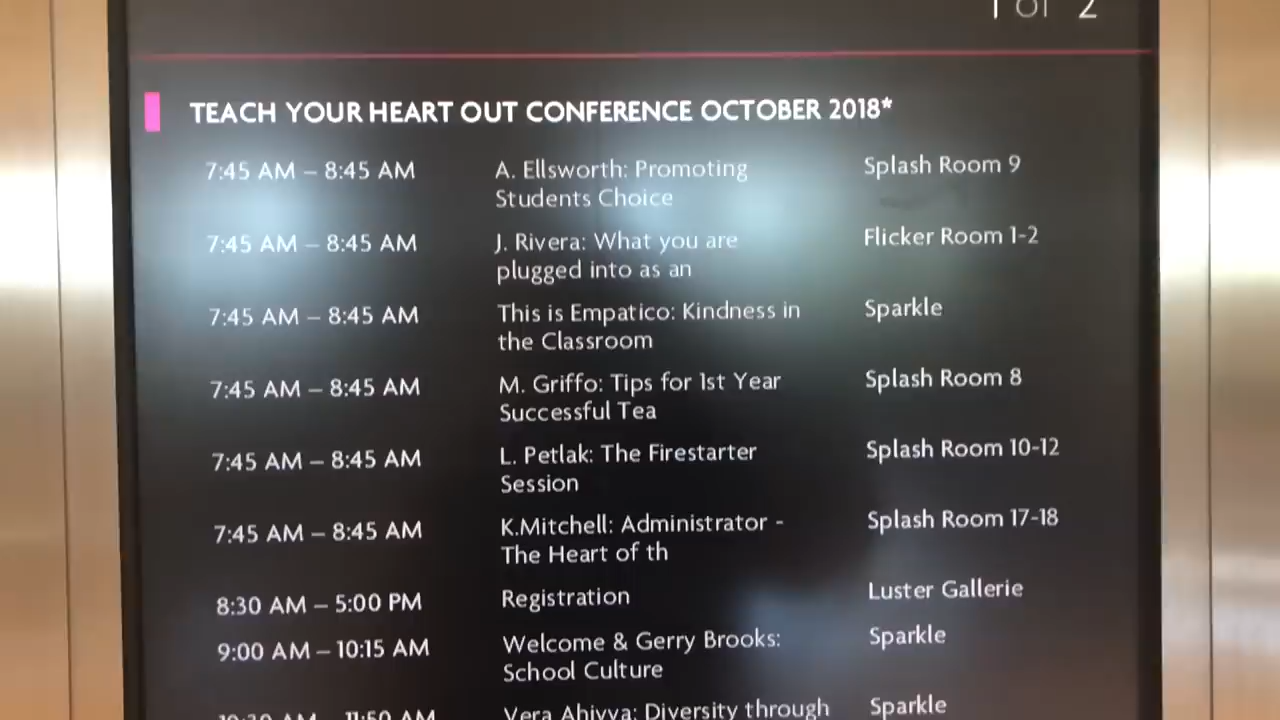 1 of 2
TEACH YOUR HEART OUT CONFERENCE OCTOBER 2018*
7:45 AM – 8:45 AM A. Ellsworth: Promoting Splash Room 9
Students Choice
7:45 AM – 8:45 AM J. Rivera: What you are Flicker Room 1-2
plugged into as an
7:45 AM – 8:45 AM This is Empatico: Kindness in Sparkle
the Classroom
7:45 AM – 8:45 AM M. Griffo: Tips for 1st Year Splash Room 8
Successful Tea
7:45 AM – 8:45 AM L. Petlak: The Firestarter Splash Room 10-12
Session
7:45 AM – 8:45 AM K.Mitchell: Administrator - Splash Room 17-18
The Heart of th
8:30 AM – 5:00 PM Registration Luster Gallerie
9:00 AM – 10:15 AM Welcome & Gerry Brooks: Sparkle
School Culture
10:30 AM – 11:50 AM Vera Ahiyya: Diversity through Sparkle